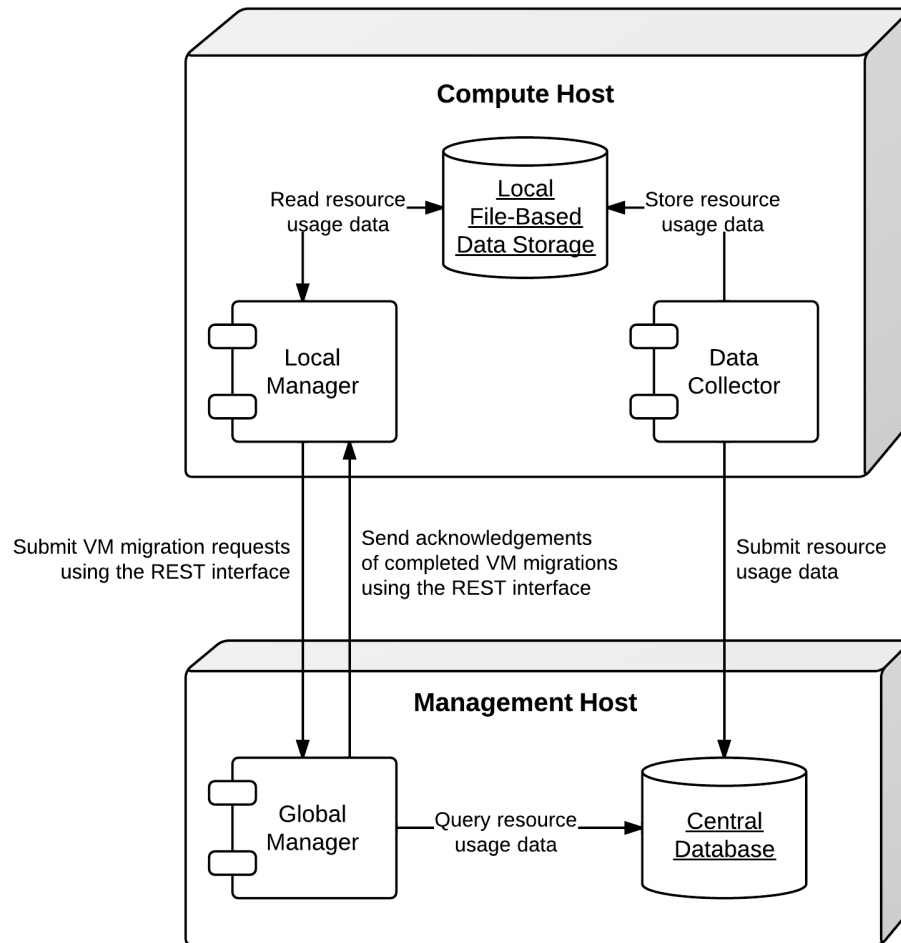 Compute Host
Local
File-Based
Data Storage
Read resource
usage data
Store resource
usage data
Local
Manager
Data
Collector
Submit VM migration requests
using the REST interface
Send acknowledgements
of completed VM migrations
using the REST interface
Submit resource
usage data
Management Host
Global
Manager
Query resource
usage data
Central
Database